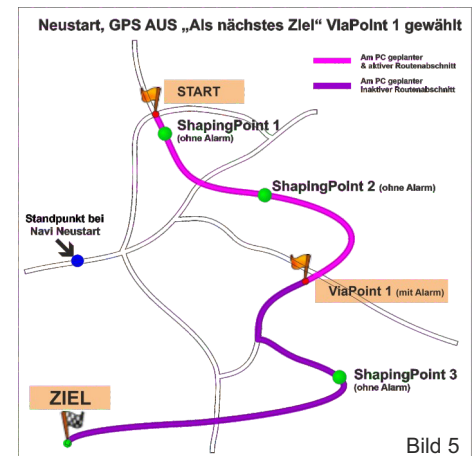 Neustart, GPS AUS „Als nächstes Ziel“ VIaPoint 1 gewählt
Am PC geplanter
& aktiver Routenabschnitt
Am PC geplanter
Inaktiver Routenabschnitt
START
ShapingPoint 1
(ohne Alarm)
ShapingPoint 2 (ohne Alarm)
Standpunkt bei
Navi Neustart
ViaPoint 1 (mit Alarm)
ShapingPoint 3
(ohne Alarm)
ZIEL
Bild 5